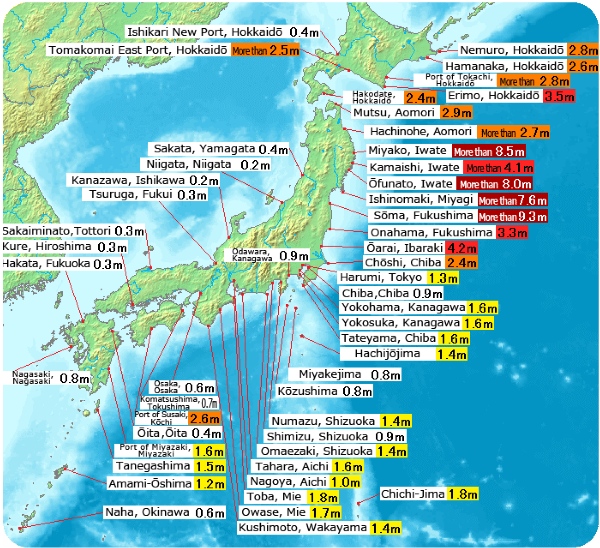 Ishikari New Port, Hokkaidō 0.4m
Tomakomai East Port, Hokkaidō More than 2.5m
Nemuro, Hokkaidō 2.8m
Hamanaka, Hokkaidō 2.6m
Port of Tokachi, Hokkaidō More than 2.8m
Hakodate, Hokkaidō 2.4m
Erimo, Hokkaidō 3.5m
Mutsu, Aomori 2.9m
Hachinohe, Aomori More than 2.7m
Sakata, Yamagata 0.4m
Miyako, Iwate More than 8.5m
Niigata, Niigata 0.2m
Kamaishi, Iwate More than 4.1m
Kanazawa, Ishikawa 0.2m
Ōfunato, Iwate More than 8.0m
Tsuruga, Fukui 0.3m
Ishinomaki, Miyagi More than 7.6m
Sōma, Fukushima More than 9.3m
Sakaiminato,Tottori 0.3m
Onahama, Fukushima 3.3m
Kure, Hiroshima 0.3m
Ōarai, Ibaraki 4.2m
Odawara, Kanagawa 0.9m
Hakata, Fukuoka 0.3m
Chōshi, Chiba 2.4m
Harumi, Tokyo 1.3m
Chiba,Chiba 0.9m
Yokohama, Kanagawa 1.6m
Yokosuka, Kanagawa 1.6m
Tateyama, Chiba 1.6m
Hachijōjima 1.4m
Nagasaki, Nagasaki 0.8m
Miyakejima 0.8m
Osaka, Osaka 0.6m
Kōzushima 0.8m
Komatsushima, Tokushima 0.7m
Port of Susaki, Kōchi 2.6m
Numazu, Shizuoka 1.4m
Ōita,Ōita 0.4m
Shimizu, Shizuoka 0.9m
Port of Miyazaki, Miyazaki 1.6m
Omaezaki, Shizuoka 1.4m
Tanegashima 1.5m
Tahara, Aichi 1.6m
Amami-Ōshima 1.2m
Nagoya, Aichi 1.0m
Toba, Mie 1.8m
Chichi-Jima 1.8m
Naha, Okinawa 0.6m
Owase, Mie 1.7m
Kushimoto, Wakayama 1.4m